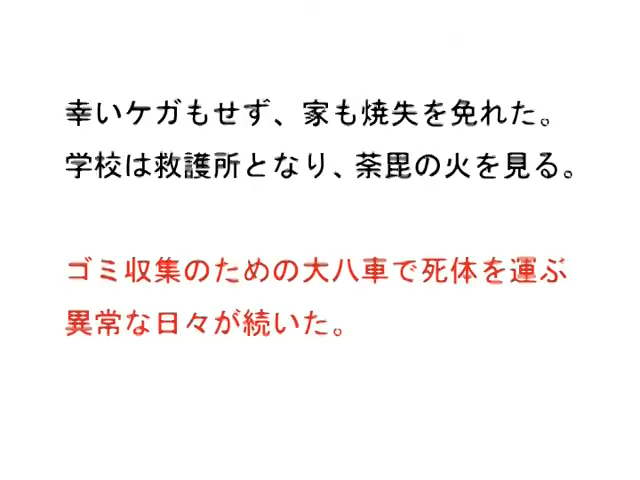 幸いケガもせず、家も焼失を免れた。
学校は救護所となり、荼毘の火を見る。
ゴミ収集のための大八車で死体を運ぶ
異常な日々が続いた。